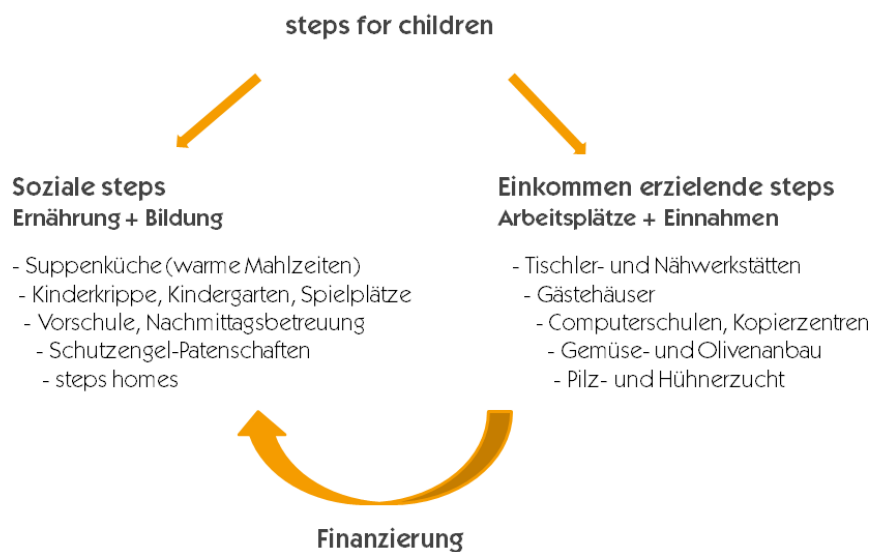 steps for children
Soziale steps
Ernährung + Bildung
- Suppenküche (warme Mahlzeiten)
- Kinderkrippe, Kindergarten, Spielplätze
- Vorschule, Nachmittagsbetreuung
- Schutzengel-Patenschaften
- steps homes
Einkommen erzielende steps
Arbeitsplätze + Einnahmen
- Tischler- und Nähwerkstätten
- Gästehäuser
- Computerschulen, Kopierzentren
- Gemüse- und Olivenanbau
- Pilz- und Hühnerzucht
Finanzierung